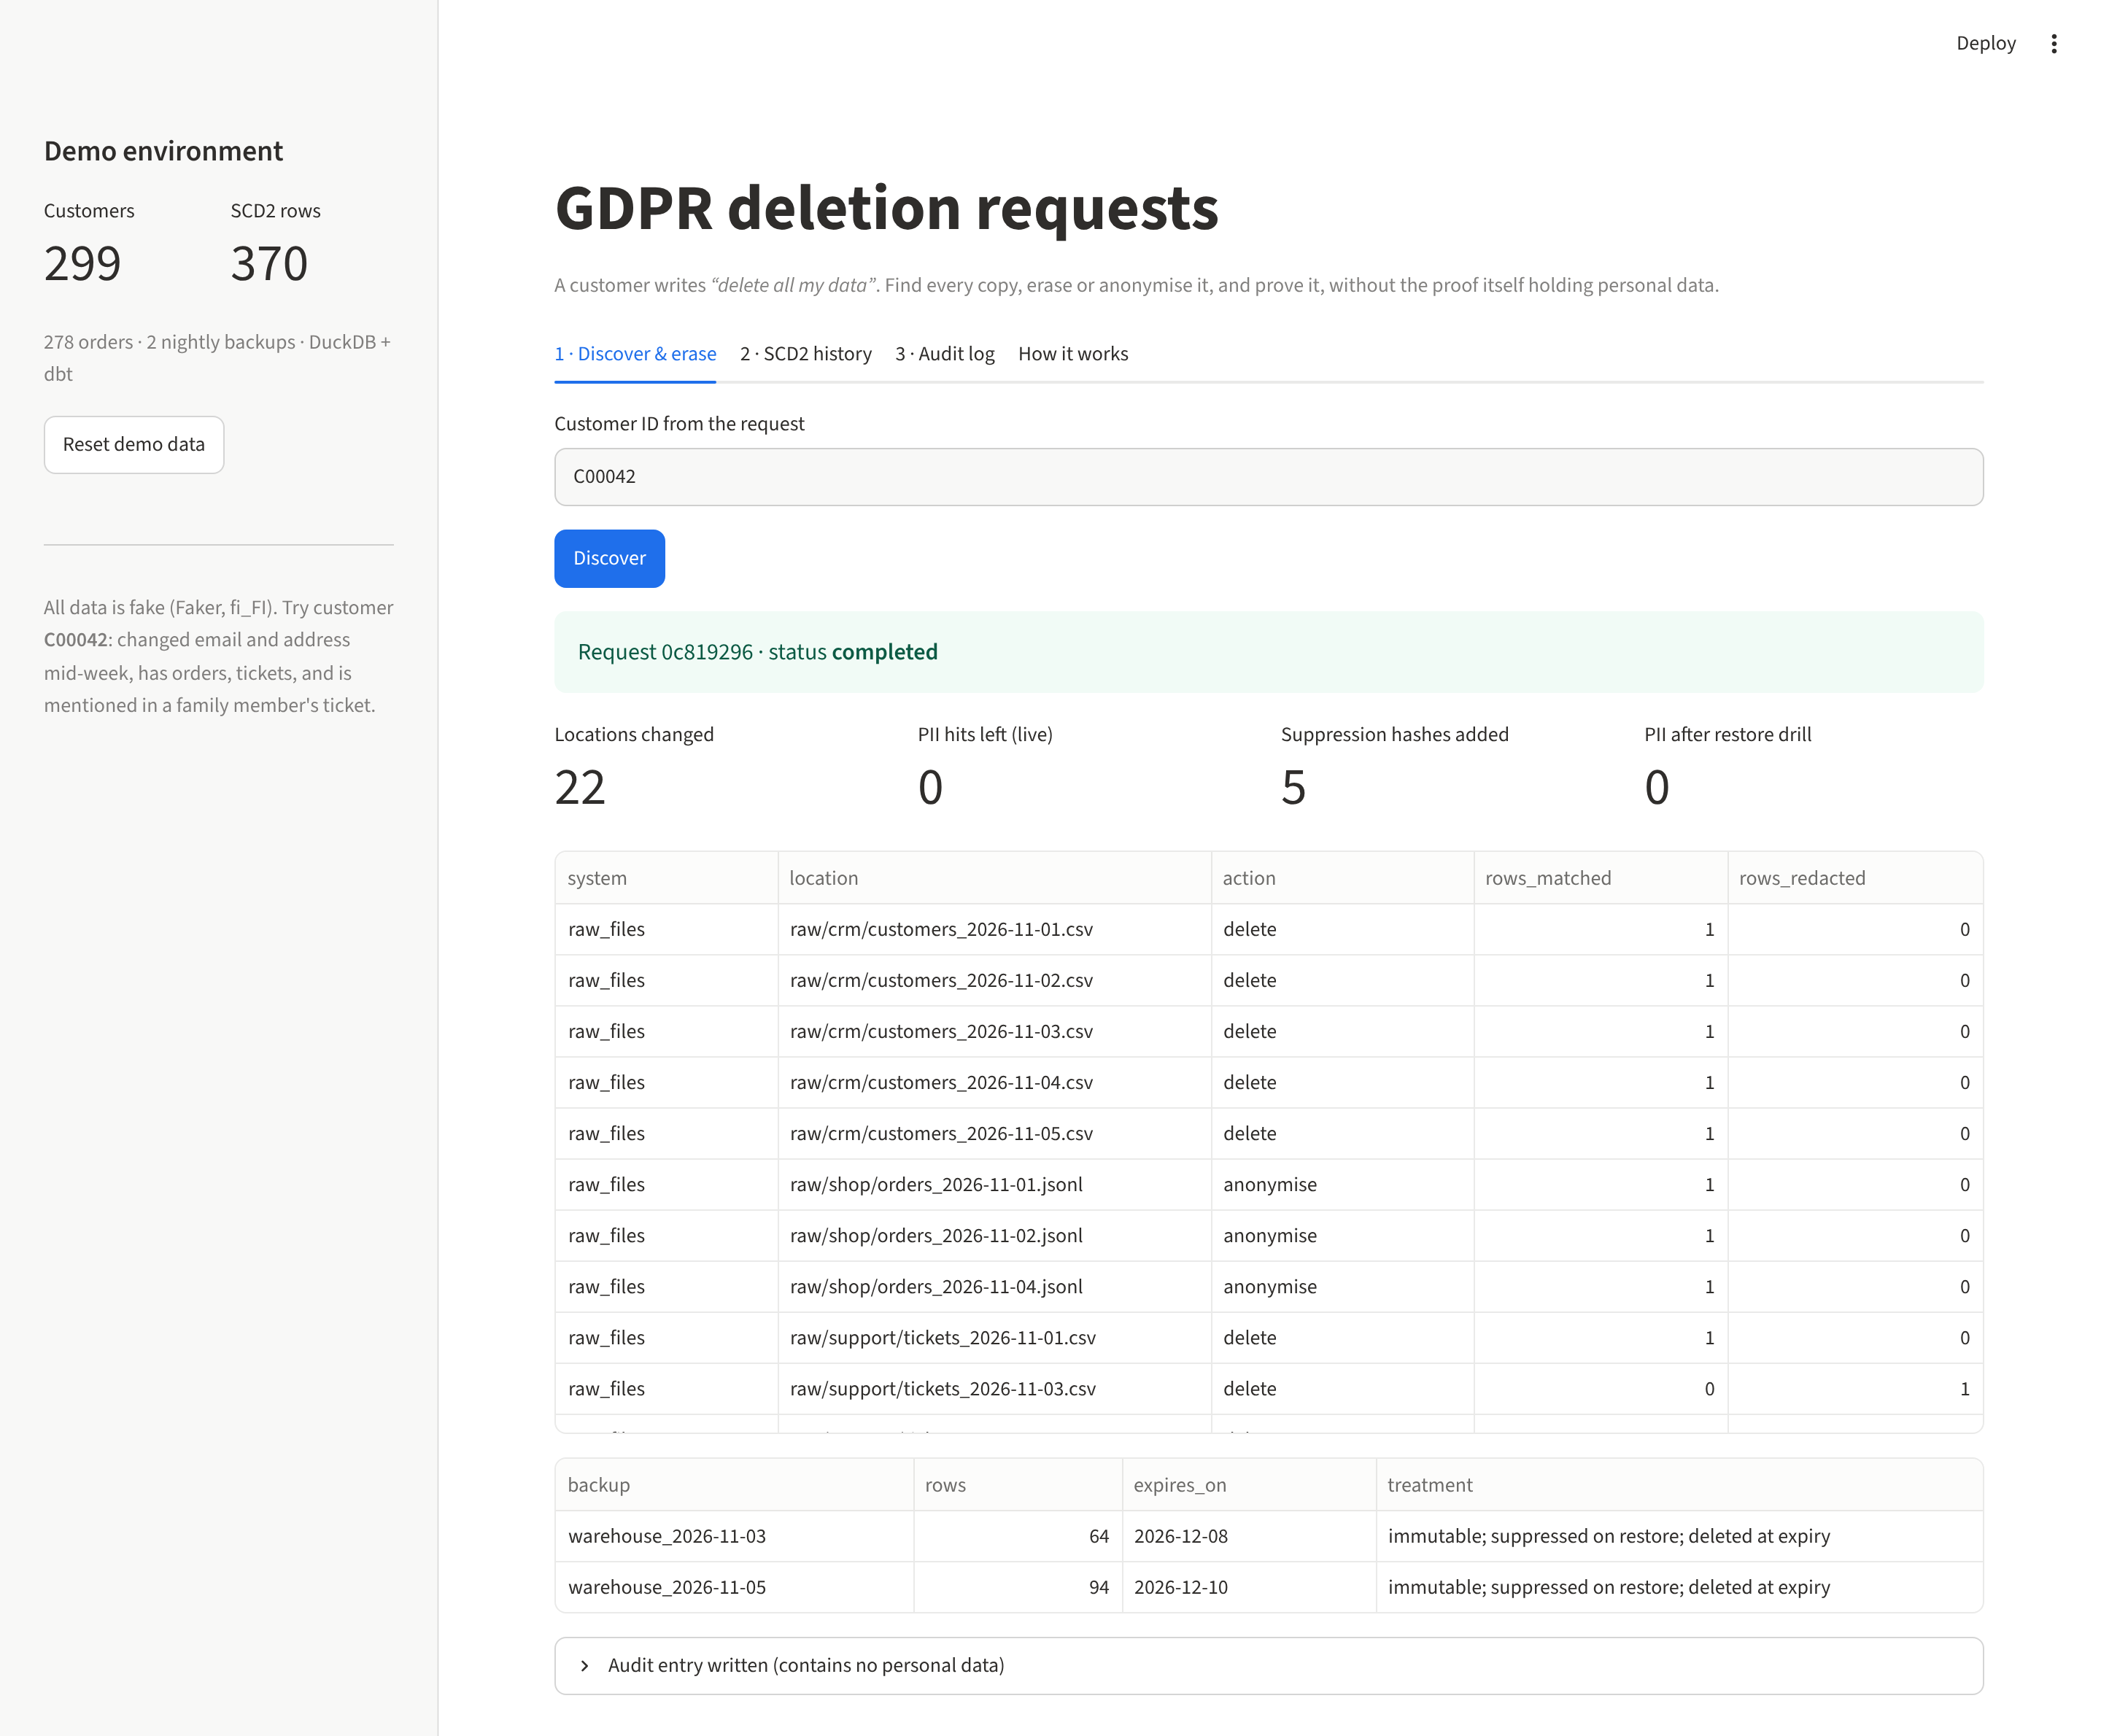 Deploy
Demo environment
Customers SCD2 rows
299 370
278 orders · 2 nightly backups · DuckDB +
dbt
Reset demo data
All data is fake (Faker, fi_FI). Try customer
C00042: changed email and address
mid-week, has orders, tickets, and is
mentioned in a family member's ticket.
GDPR deletion requests
A customer writes “delete all my data”. Find every copy, erase or anonymise it, and prove it, without the proof itself holding personal data.
1 · Discover & erase 2 · SCD2 history 3 · Audit log How it works
Customer ID from the request
C00042
Discover
Request 0c819296 · status completed
Locations changed PII hits left (live) Suppression hashes added PII after restore drill
22 0 5 0
system location action rows_matched rows_redacted
raw_files raw/crm/customers_2026-11-01.csv delete 1 0
raw_files raw/crm/customers_2026-11-02.csv delete 1 0
raw_files raw/crm/customers_2026-11-03.csv delete 1 0
raw_files raw/crm/customers_2026-11-04.csv delete 1 0
raw_files raw/crm/customers_2026-11-05.csv delete 1 0
raw_files raw/shop/orders_2026-11-01.jsonl anonymise 1 0
raw_files raw/shop/orders_2026-11-02.jsonl anonymise 1 0
raw_files raw/shop/orders_2026-11-04.jsonl anonymise 1 0
raw_files raw/support/tickets_2026-11-01.csv delete 1 0
raw_files raw/support/tickets_2026-11-03.csv delete 0 1
backup rows expires_on treatment
warehouse_2026-11-03 64 2026-12-08 immutable; suppressed on restore; deleted at expiry
warehouse_2026-11-05 94 2026-12-10 immutable; suppressed on restore; deleted at expiry
Audit entry written (contains no personal data)